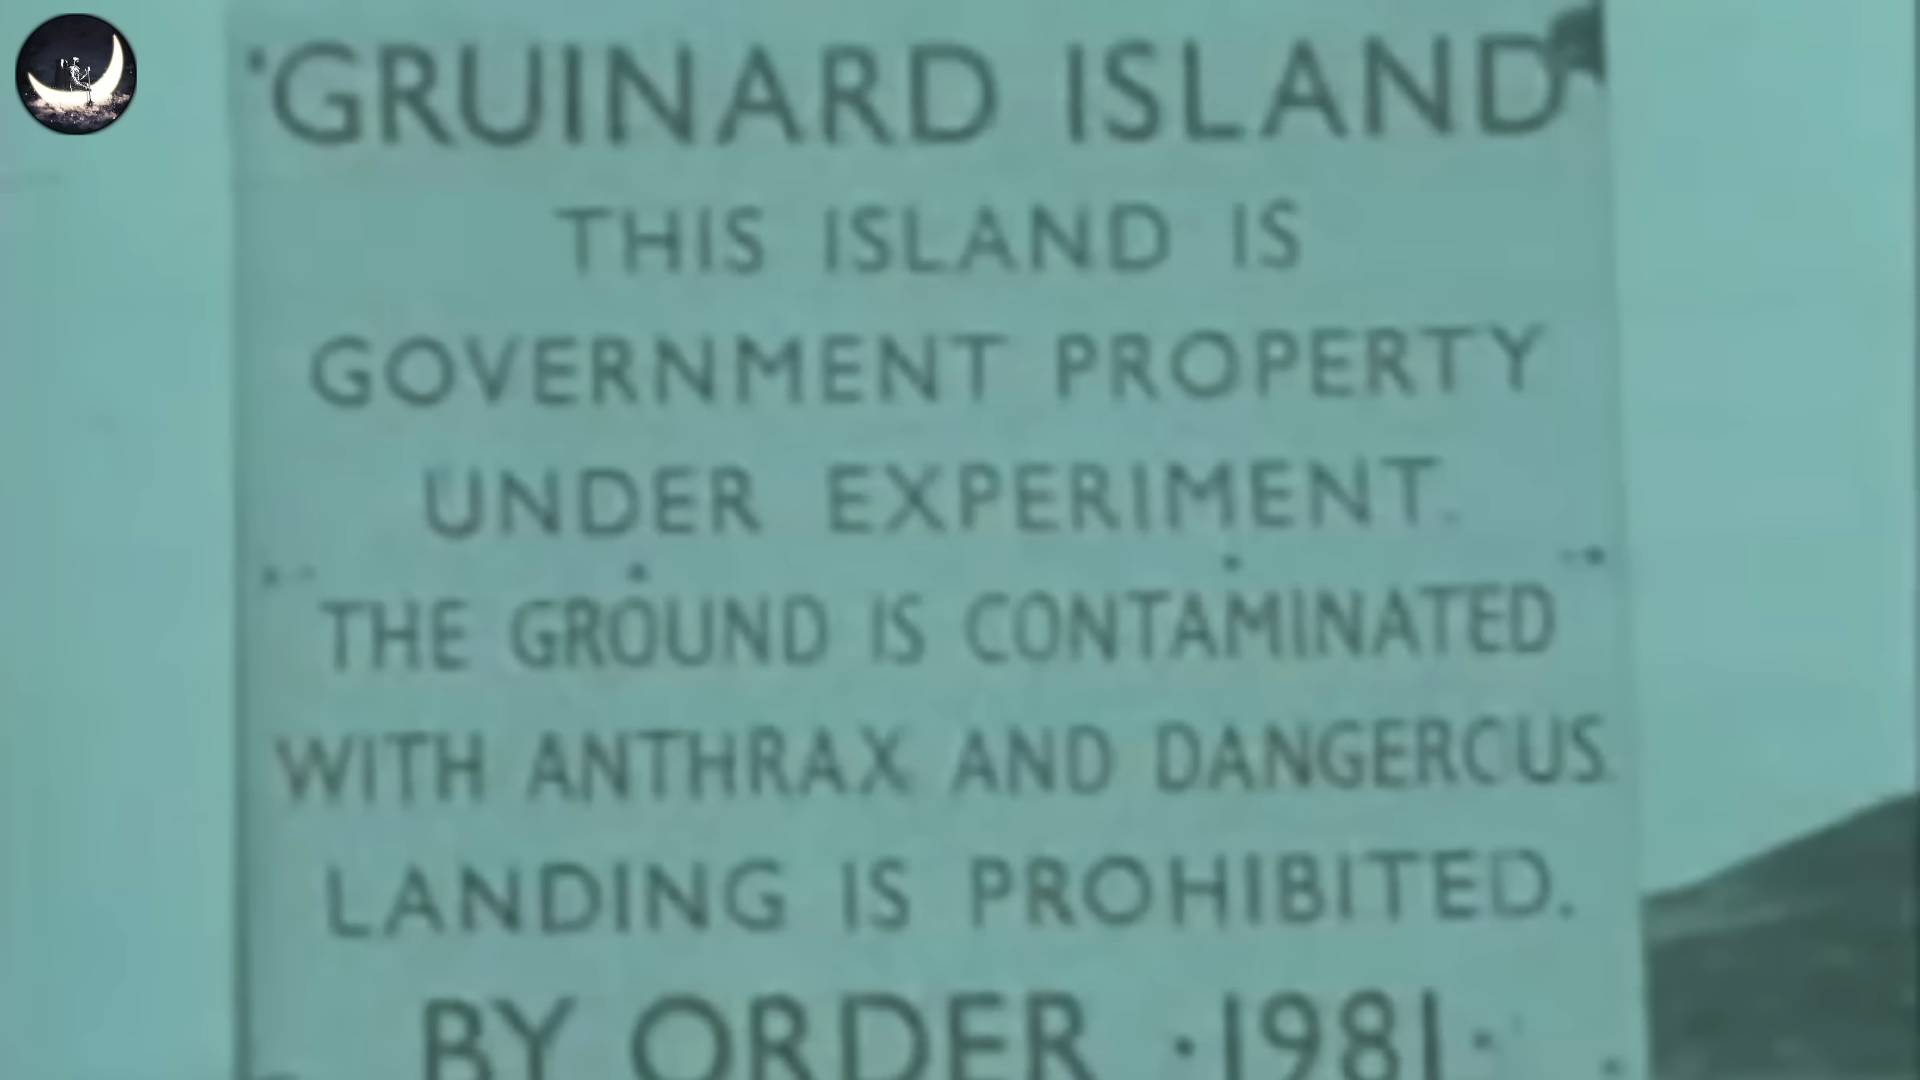 'GRUINARD ISLAND'
THIS ISLAND IS
GOVERNMENT PROPERTY
UNDER EXPERIMENT.
THE GROUND IS CONTAMINATED
WITH ANTHRAX AND DANGERCUS
LANDING IS PROHIBITED.
BY ORDER ·1981·